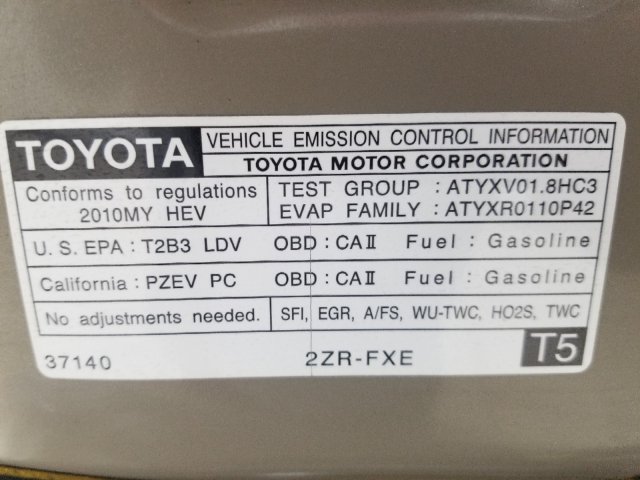 TOYOTA
VEHICLE EMISSION CONTROL INFORMATION
TOYOTA MOTOR CORPORATION
Conforms to regulations
2010MY HEV
TEST GROUP : ATYXV01.8HC3
EVAP FAMILY : ATYXR0110P42
U. S. EPA : T2B3 LDV OBD : CAⅡ Fuel : Gasoline
California : PZEV PC OBD : CAⅡ Fuel : Gasoline
No adjustments needed.
SFI, EGR, A/FS, WU-TWC, HO2S, TWC
37140
2ZR-FXE
T5